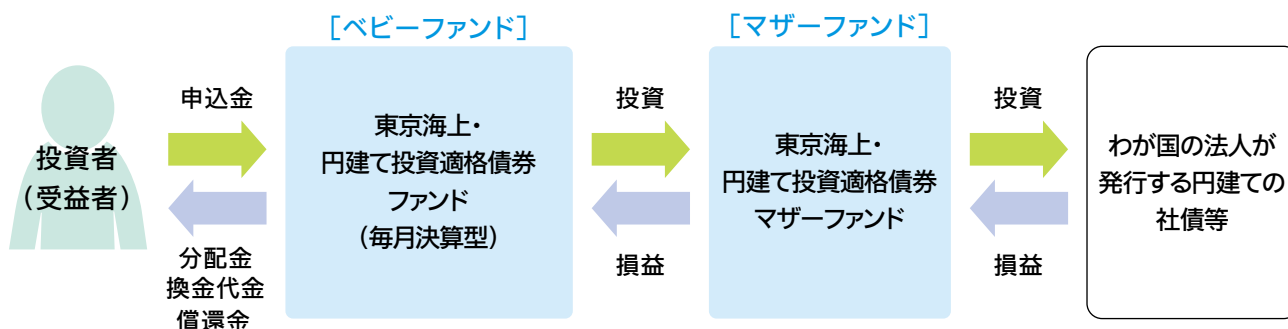 ［ベビーファンド］
［マザーファンド］
投資者
（受益者）
申込金
分配金
換金代金
償還金
東京海上・
円建て投資適格債券
ファンド
（毎月決算型）
投資
損益
東京海上・
円建て投資適格債券
マザーファンド
投資
損益
わが国の法人が
発行する円建ての
社債等